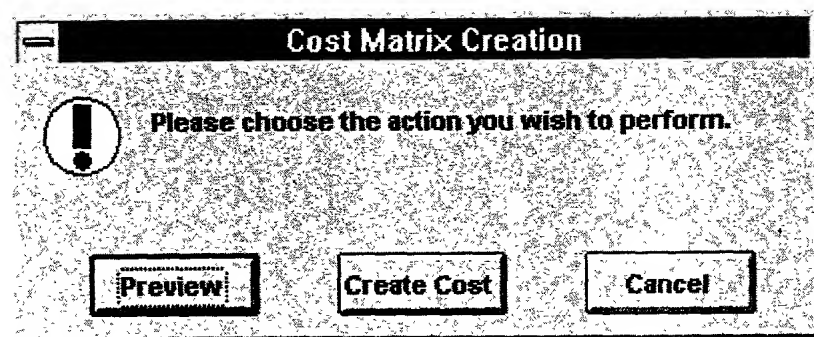 Cost Matrix Creation
Please choose the action you wish to perform.
Preview Create Cost Cancel